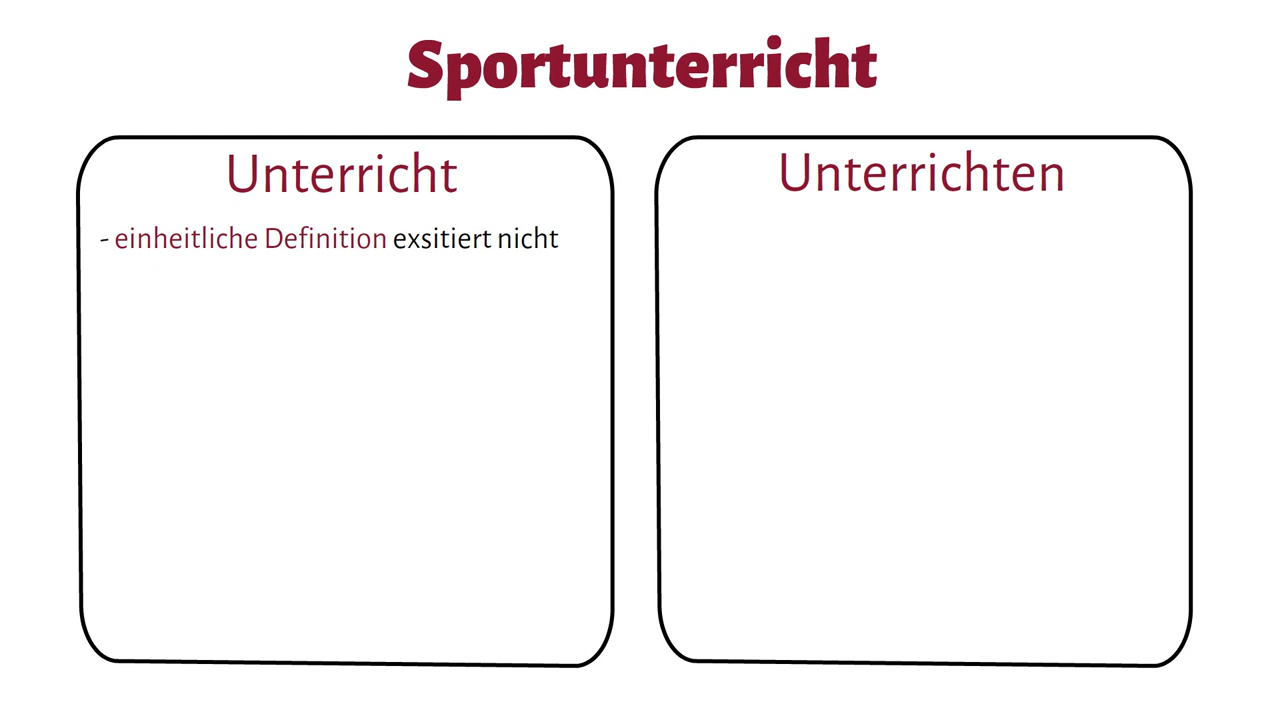 Sportunterricht
Unterricht
- einheitliche Definition exsitiert nicht
Unterrichten